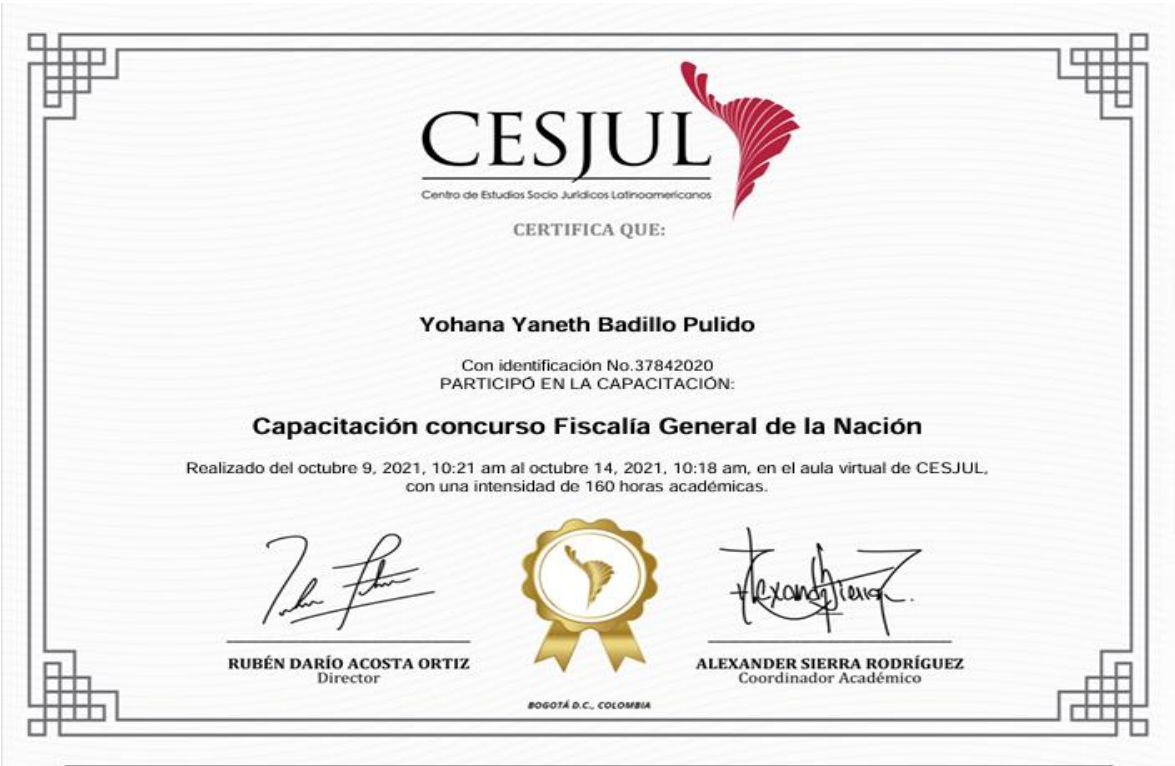 CESJUL
Centro de Estudios Socio Jurídicos Latinoamericanos
CERTIFICA QUE:
Yohana Yaneth Badillo Pulido
Con identificación No.37842020
PARTICIPÓ EN LA CAPACITACIÓN:
Capacitación concurso Fiscalía General de la Nación
Realizado del octubre 9, 2021, 10:21 am al octubre 14, 2021, 10:18 am, en el aula virtual de CESJUL,
con una intensidad de 160 horas académicas.
RUBÉN DARÍO ACOSTA ORTIZ
Director
ALEXANDER SIERRA RODRÍGUEZ
Coordinador Académico
BOGOTÁ D.C., COLOMBIA